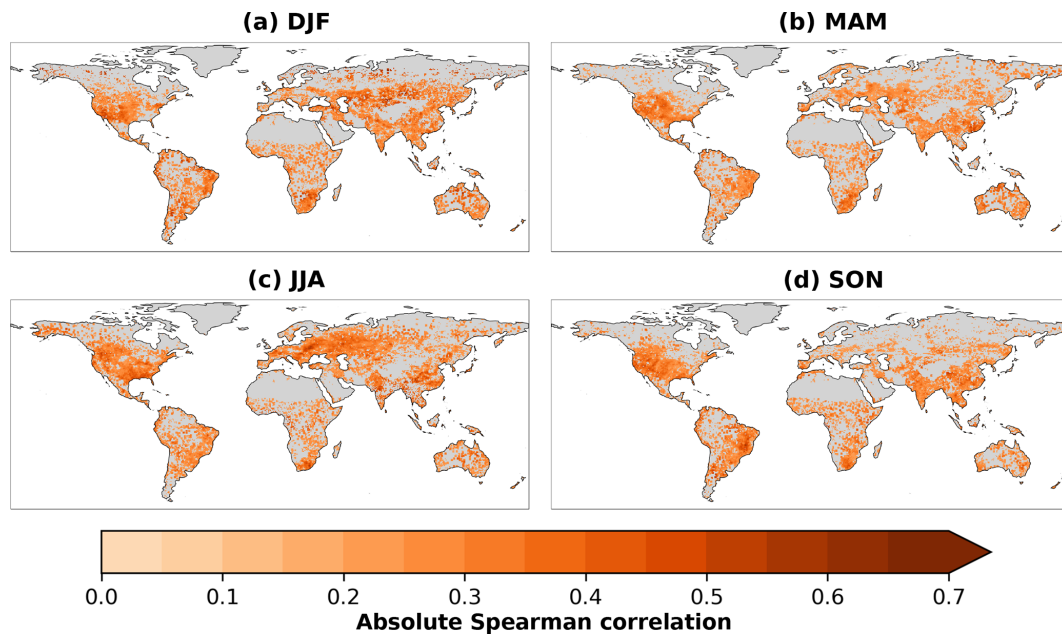 (a) DJF
(b) MAM
(c) JJA
(d) SON
0.0 0.1 0.2 0.3 0.4 0.5 0.6 0.7
Absolute Spearman correlation